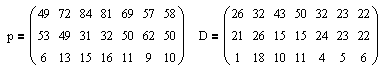 p = ( 49 72 84 81 69 57 58 ) D = ( 26 32 43 50 32 23 22 )
53 49 31 32 50 62 50 21 26 15 15 24 23 22
6 13 15 16 11 9 10 1 18 10 11 4 5 6